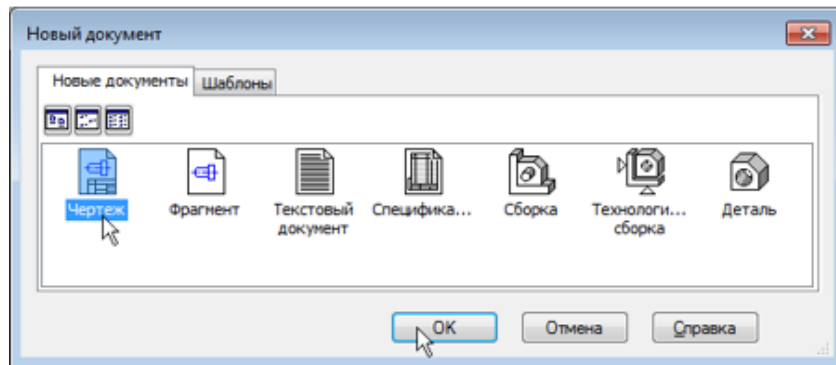 Новый документ
Новые документы Шаблоны
Чертеж Фрагмент Текстовый документ Специфика... Сборка Технологи... сборка Деталь
OK Отмена Справка